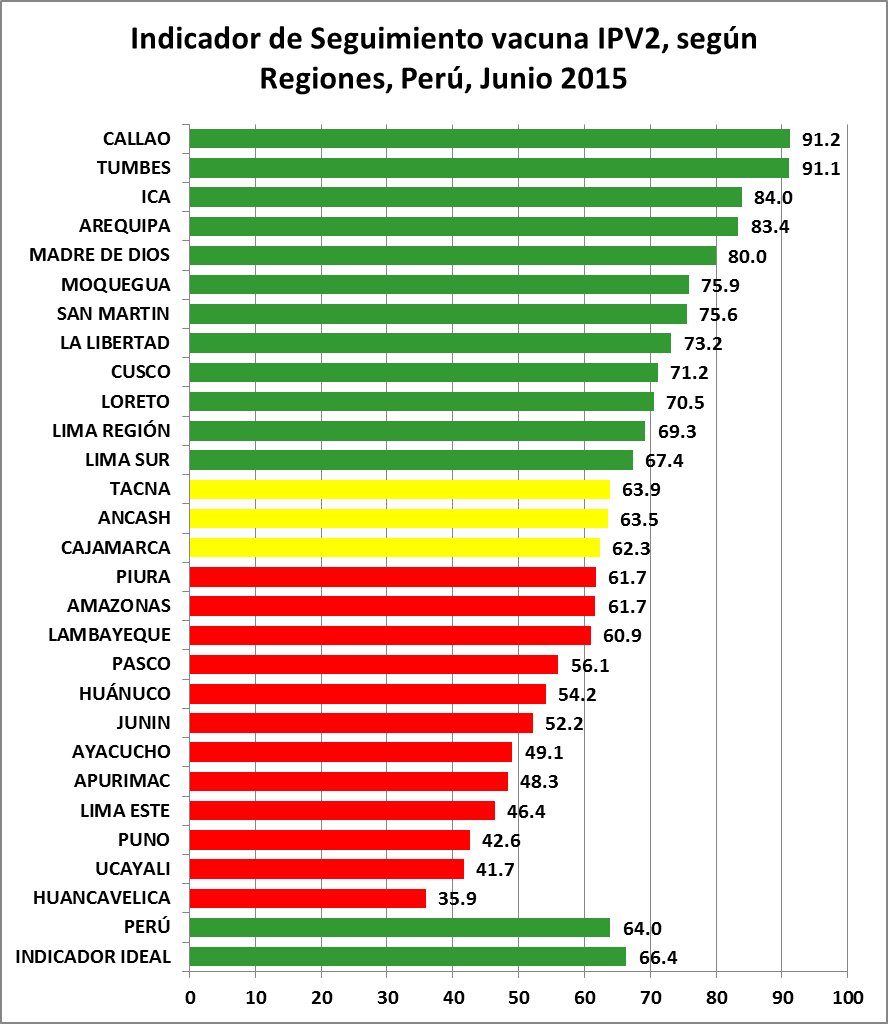 Indicador de Seguimiento vacuna IPV2, según
Regiones, Perú, Junio 2015
CALLAO 91.2
TUMBES 91.1
ICA 84.0
AREQUIPA 83.4
MADRE DE DIOS 80.0
MOQUEGUA 75.9
SAN MARTIN 75.6
LA LIBERTAD 73.2
CUSCO 71.2
LORETO 70.5
LIMA REGIÓN 69.3
LIMA SUR 67.4
TACNA 63.9
ANCASH 63.5
CAJAMARCA 62.3
PIURA 61.7
AMAZONAS 61.7
LAMBAYEQUE 60.9
PASCO 56.1
HUÁNUCO 54.2
JUNIN 52.2
AYACUCHO 49.1
APURIMAC 48.3
LIMA ESTE 46.4
PUNO 42.6
UCAYALI 41.7
HUANCAVELICA 35.9
PERÚ 64.0
INDICADOR IDEAL 66.4
0 10 20 30 40 50 60 70 80 90 100